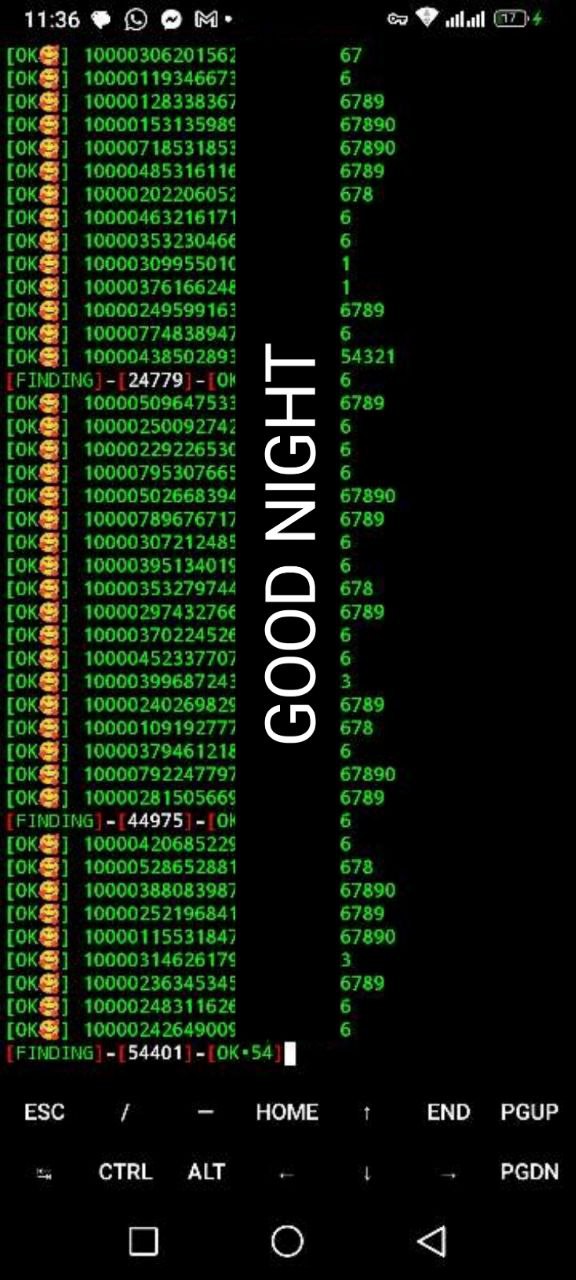 11:36
17
[OK🥰] 10000306201562 67
[OK🥰] 10000119346673 6
[OK🥰] 10000128338367 6789
[OK🥰] 10000153135989 67890
[OK🥰] 10000718531853 67890
[OK🥰] 10000485316116 6789
[OK🥰] 10000202206052 678
[OK🥰] 10000463216171 6
[OK🥰] 10000353230466 6
[OK🥰] 10000309955010 1
[OK🥰] 10000376166248 1
[OK🥰] 10000249599163 6789
[OK🥰] 10000774838947 6
[OK🥰] 10000438502893 54321
[FINDING]-[24779]-[OK 6
[OK🥰] 10000509647533 6789
[OK🥰] 10000250092742 6
[OK🥰] 10000229226530 6
[OK🥰] 10000795307665 6
[OK🥰] 10000502668394 67890
[OK🥰] 10000789676717 6789
[OK🥰] 10000307212485 6
[OK🥰] 10000395134019 6
[OK🥰] 10000353279744 678
[OK🥰] 10000297432766 6789
[OK🥰] 10000370224526 6
[OK🥰] 10000452337707 6
[OK🥰] 10000399687243 3
[OK🥰] 10000240269829 6789
[OK🥰] 10000109192777 678
[OK🥰] 10000379461218 6
[OK🥰] 10000792247797 67890
[OK🥰] 10000281505669 6789
[FINDING]-[44975]-[OK 6
[OK🥰] 10000420685229 6
[OK🥰] 10000528652881 678
[OK🥰] 10000388083987 67890
[OK🥰] 10000252196841 6789
[OK🥰] 10000115531847 67890
[OK🥰] 10000314626179 3
[OK🥰] 10000236345345 6789
[OK🥰] 10000248311626 6
[OK🥰] 10000242649009 6
[FINDING]-[54401]-[OK•54]
GOOD NIGHT
ESC / — HOME ↑ END PGUP
↹ CTRL ALT ← ↓ → PGDN